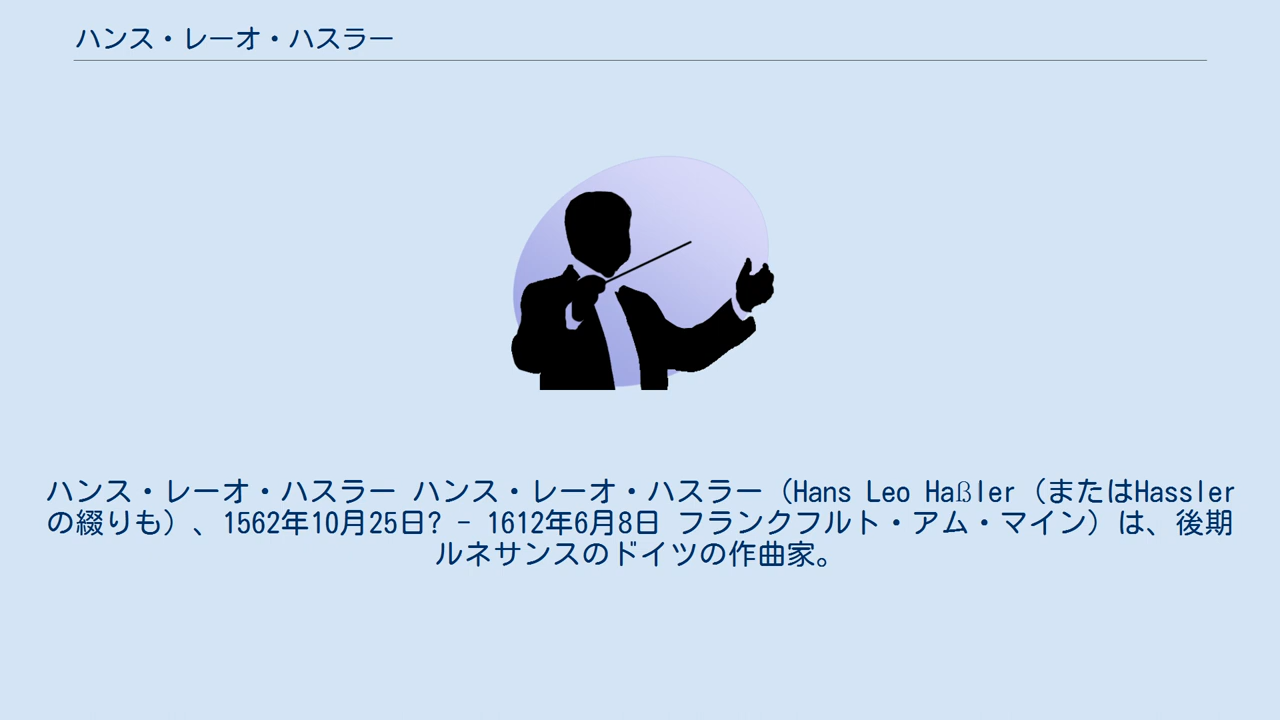 ハンス・レーオ・ハスラー
ハンス・レーオ・ハスラー ハンス・レーオ・ハスラー（Hans Leo Haßler（またはHassler
の綴りも）、1562年10月25日? - 1612年6月8日 フランクフルト・アム・マイン）は、後期
ルネサンスのドイツの作曲家。